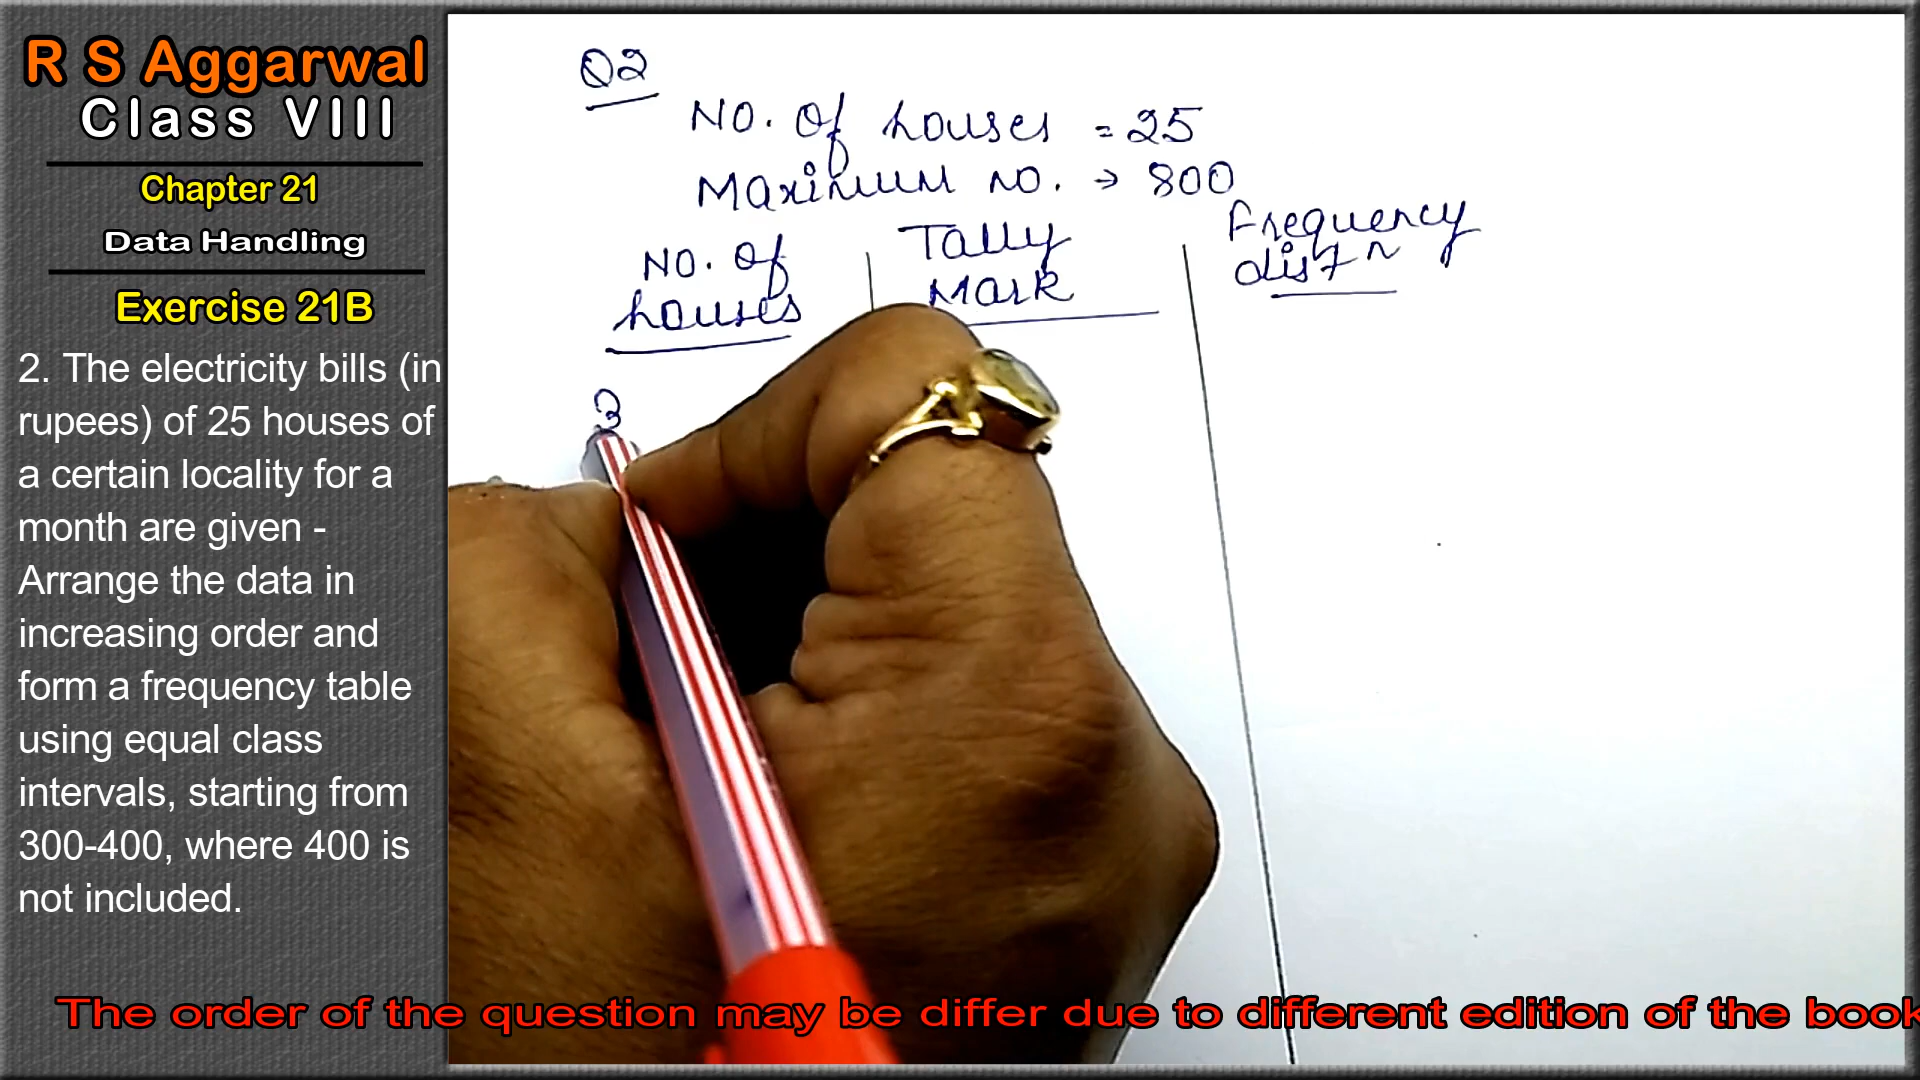 R S Aggarwal
Class VIII
Chapter 21
Data Handling
Exercise 21B
2. The electricity bills (in
rupees) of 25 houses of
a certain locality for a
month are given -
Arrange the data in
increasing order and
form a frequency table
using equal class
intervals, starting from
300-400, where 400 is
not included.
Q2
NO. Of houses = 25
Maximum no. → 800
NO. of
houses
Tally
Mark
Frequency
distn
3
The order of the question may be differ due to different edition of the book